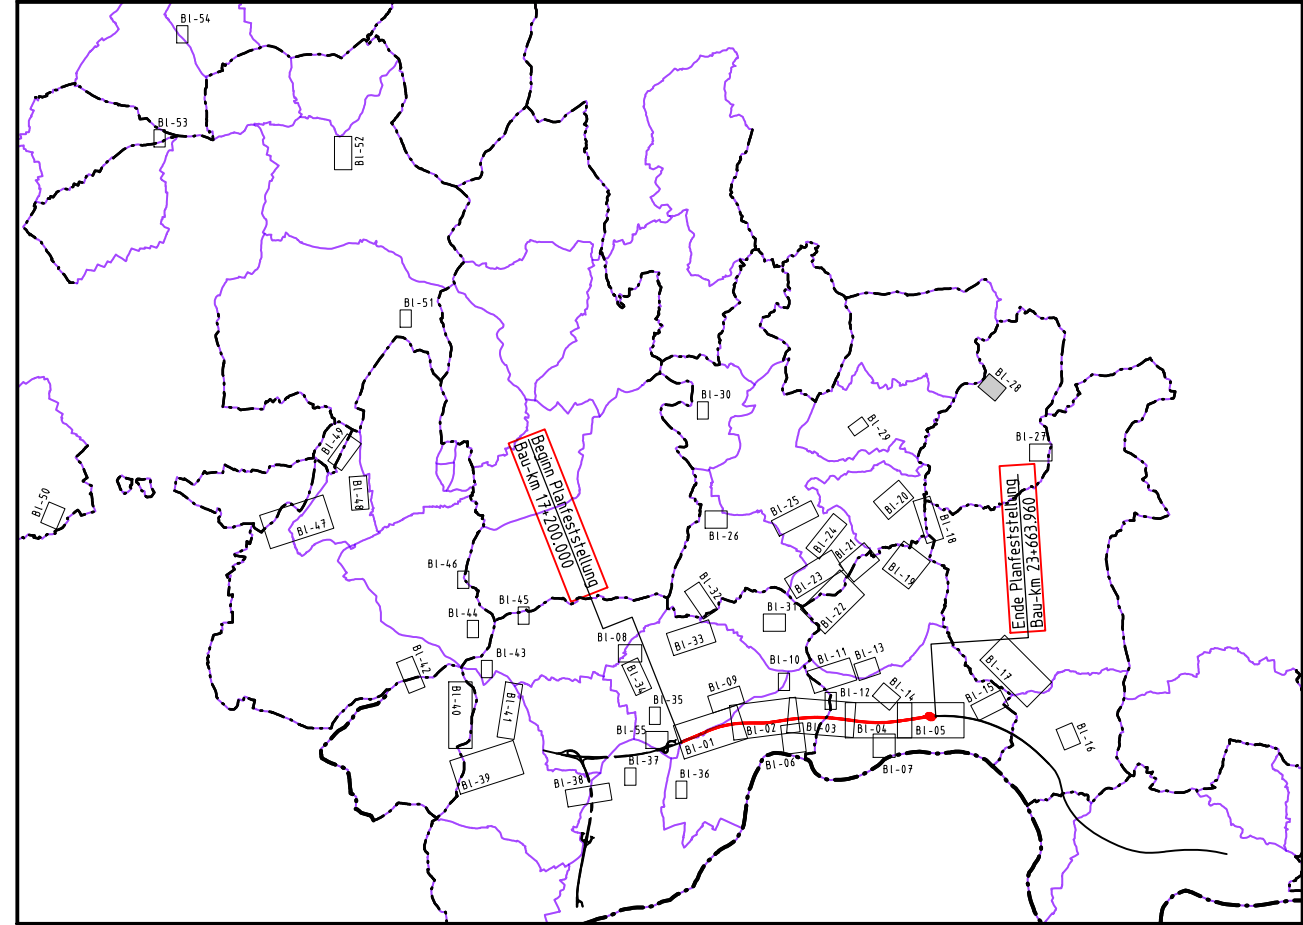 Bl-54
Bl-53
Bl-52
Bl-51
Bl-28
Bl-30
Bl-29
Bl-27
Bl-49
Bl-48
Bl-50
Bl-47
Beginn Planfeststellung
Bau-km 17+200.000
Ende Planfeststellung
Bau-km 23+663.960
Bl-25
Bl-20
Bl-26
Bl-24
Bl-18
Bl-21
Bl-46
Bl-19
Bl-23
Bl-32
Bl-22
Bl-45
Bl-44
Bl-31
Bl-08
Bl-33
Bl-43
Bl-42
Bl-10
Bl-11
Bl-13
Bl-17
Bl-34
Bl-09
Bl-40
Bl-41
Bl-12
Bl-14
Bl-15
Bl-35
Bl-55
Bl-01
Bl-02
Bl-03
Bl-04
Bl-05
Bl-16
Bl-06
Bl-07
Bl-37
Bl-36
Bl-39
Bl-38